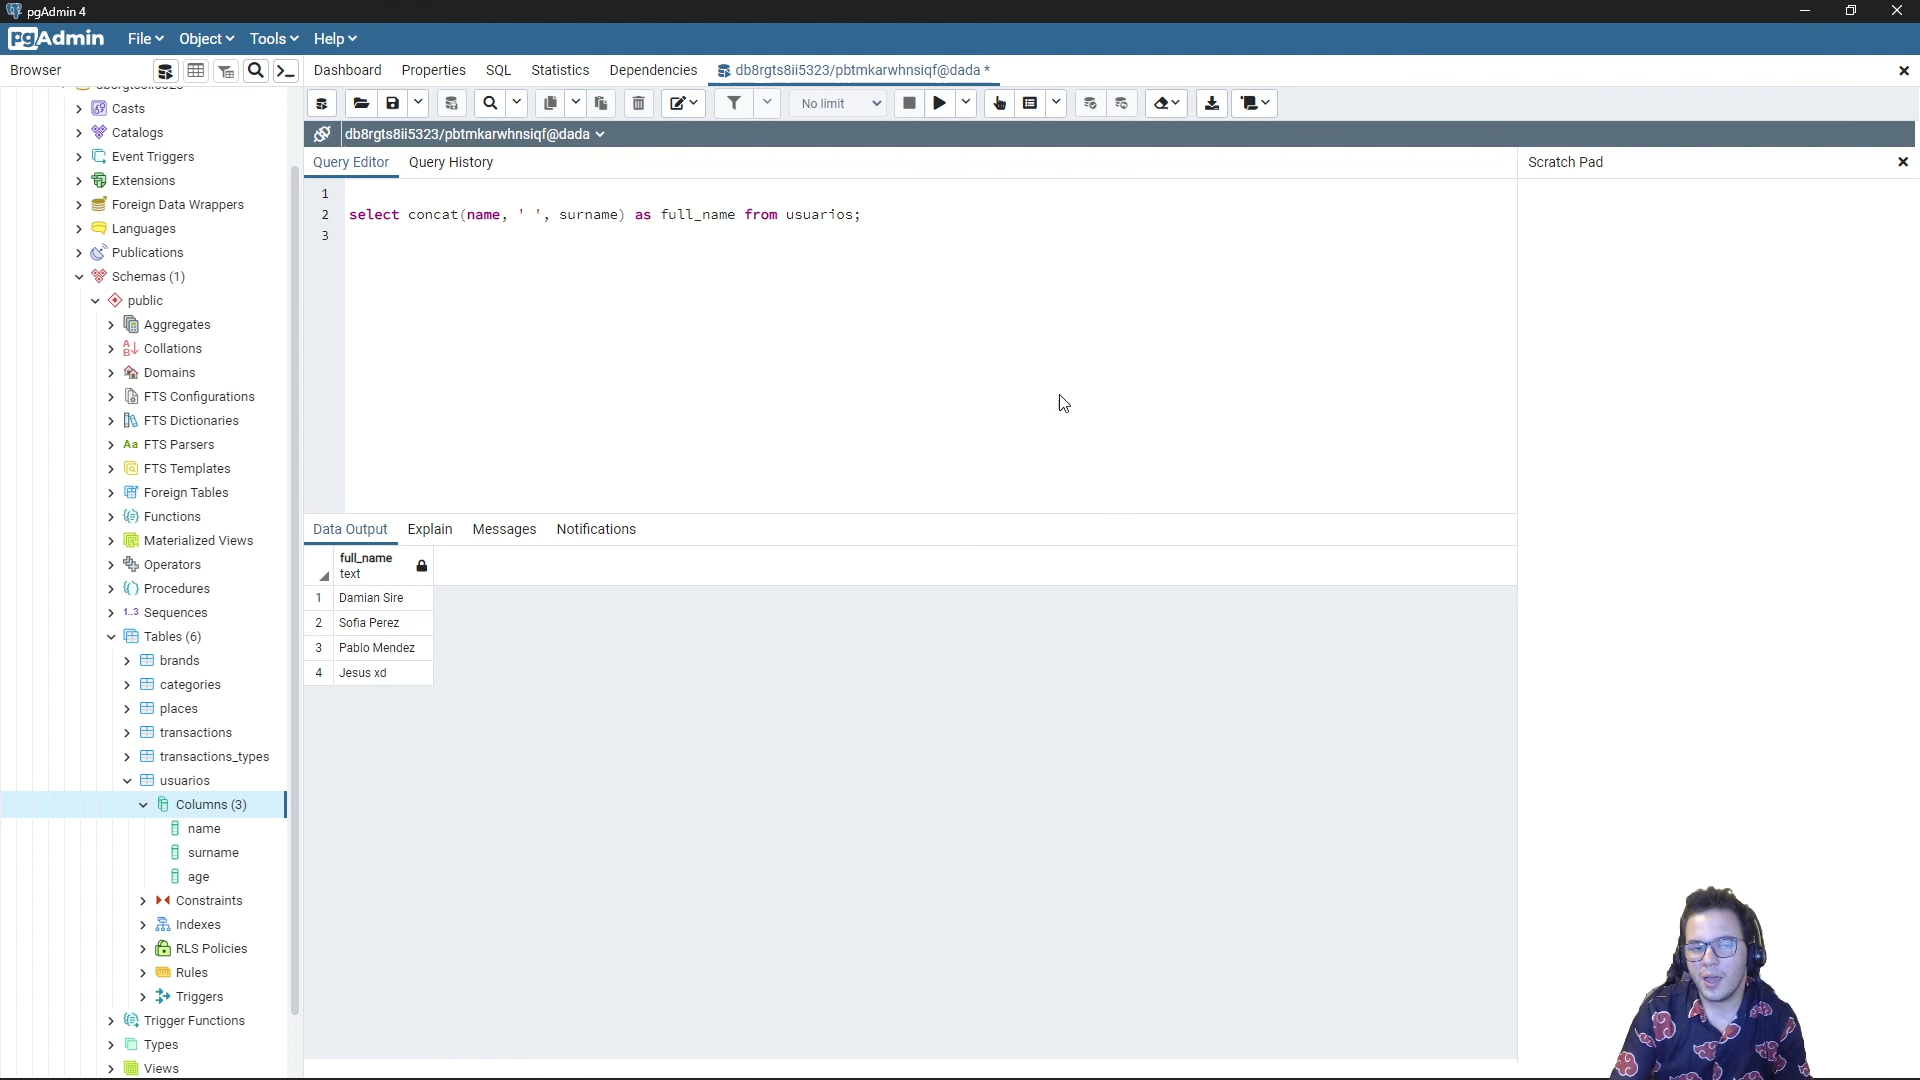 pgAdmin 4
pgAdmin File Object Tools Help
Browser
Dashboard Properties SQL Statistics Dependencies db8rgts8ii5323/pbtmkarwhnsiqf@dada *
No limit
db8rgts8ii5323/pbtmkarwhnsiqf@dada
Query Editor Query History
Scratch Pad
1
2 select concat(name, ' ', surname) as full_name from usuarios;
3
Casts
Catalogs
Event Triggers
Extensions
Foreign Data Wrappers
Languages
Publications
Schemas (1)
public
Aggregates
Collations
Domains
FTS Configurations
FTS Dictionaries
Aa FTS Parsers
FTS Templates
Foreign Tables
Functions
Materialized Views
Operators
Procedures
1..3 Sequences
Tables (6)
brands
categories
places
transactions
transactions_types
usuarios
Columns (3)
name
surname
age
Constraints
Indexes
RLS Policies
Rules
Triggers
Trigger Functions
Types
Views
Data Output Explain Messages Notifications
full_name
text
1 Damian Sire
2 Sofia Perez
3 Pablo Mendez
4 Jesus xd